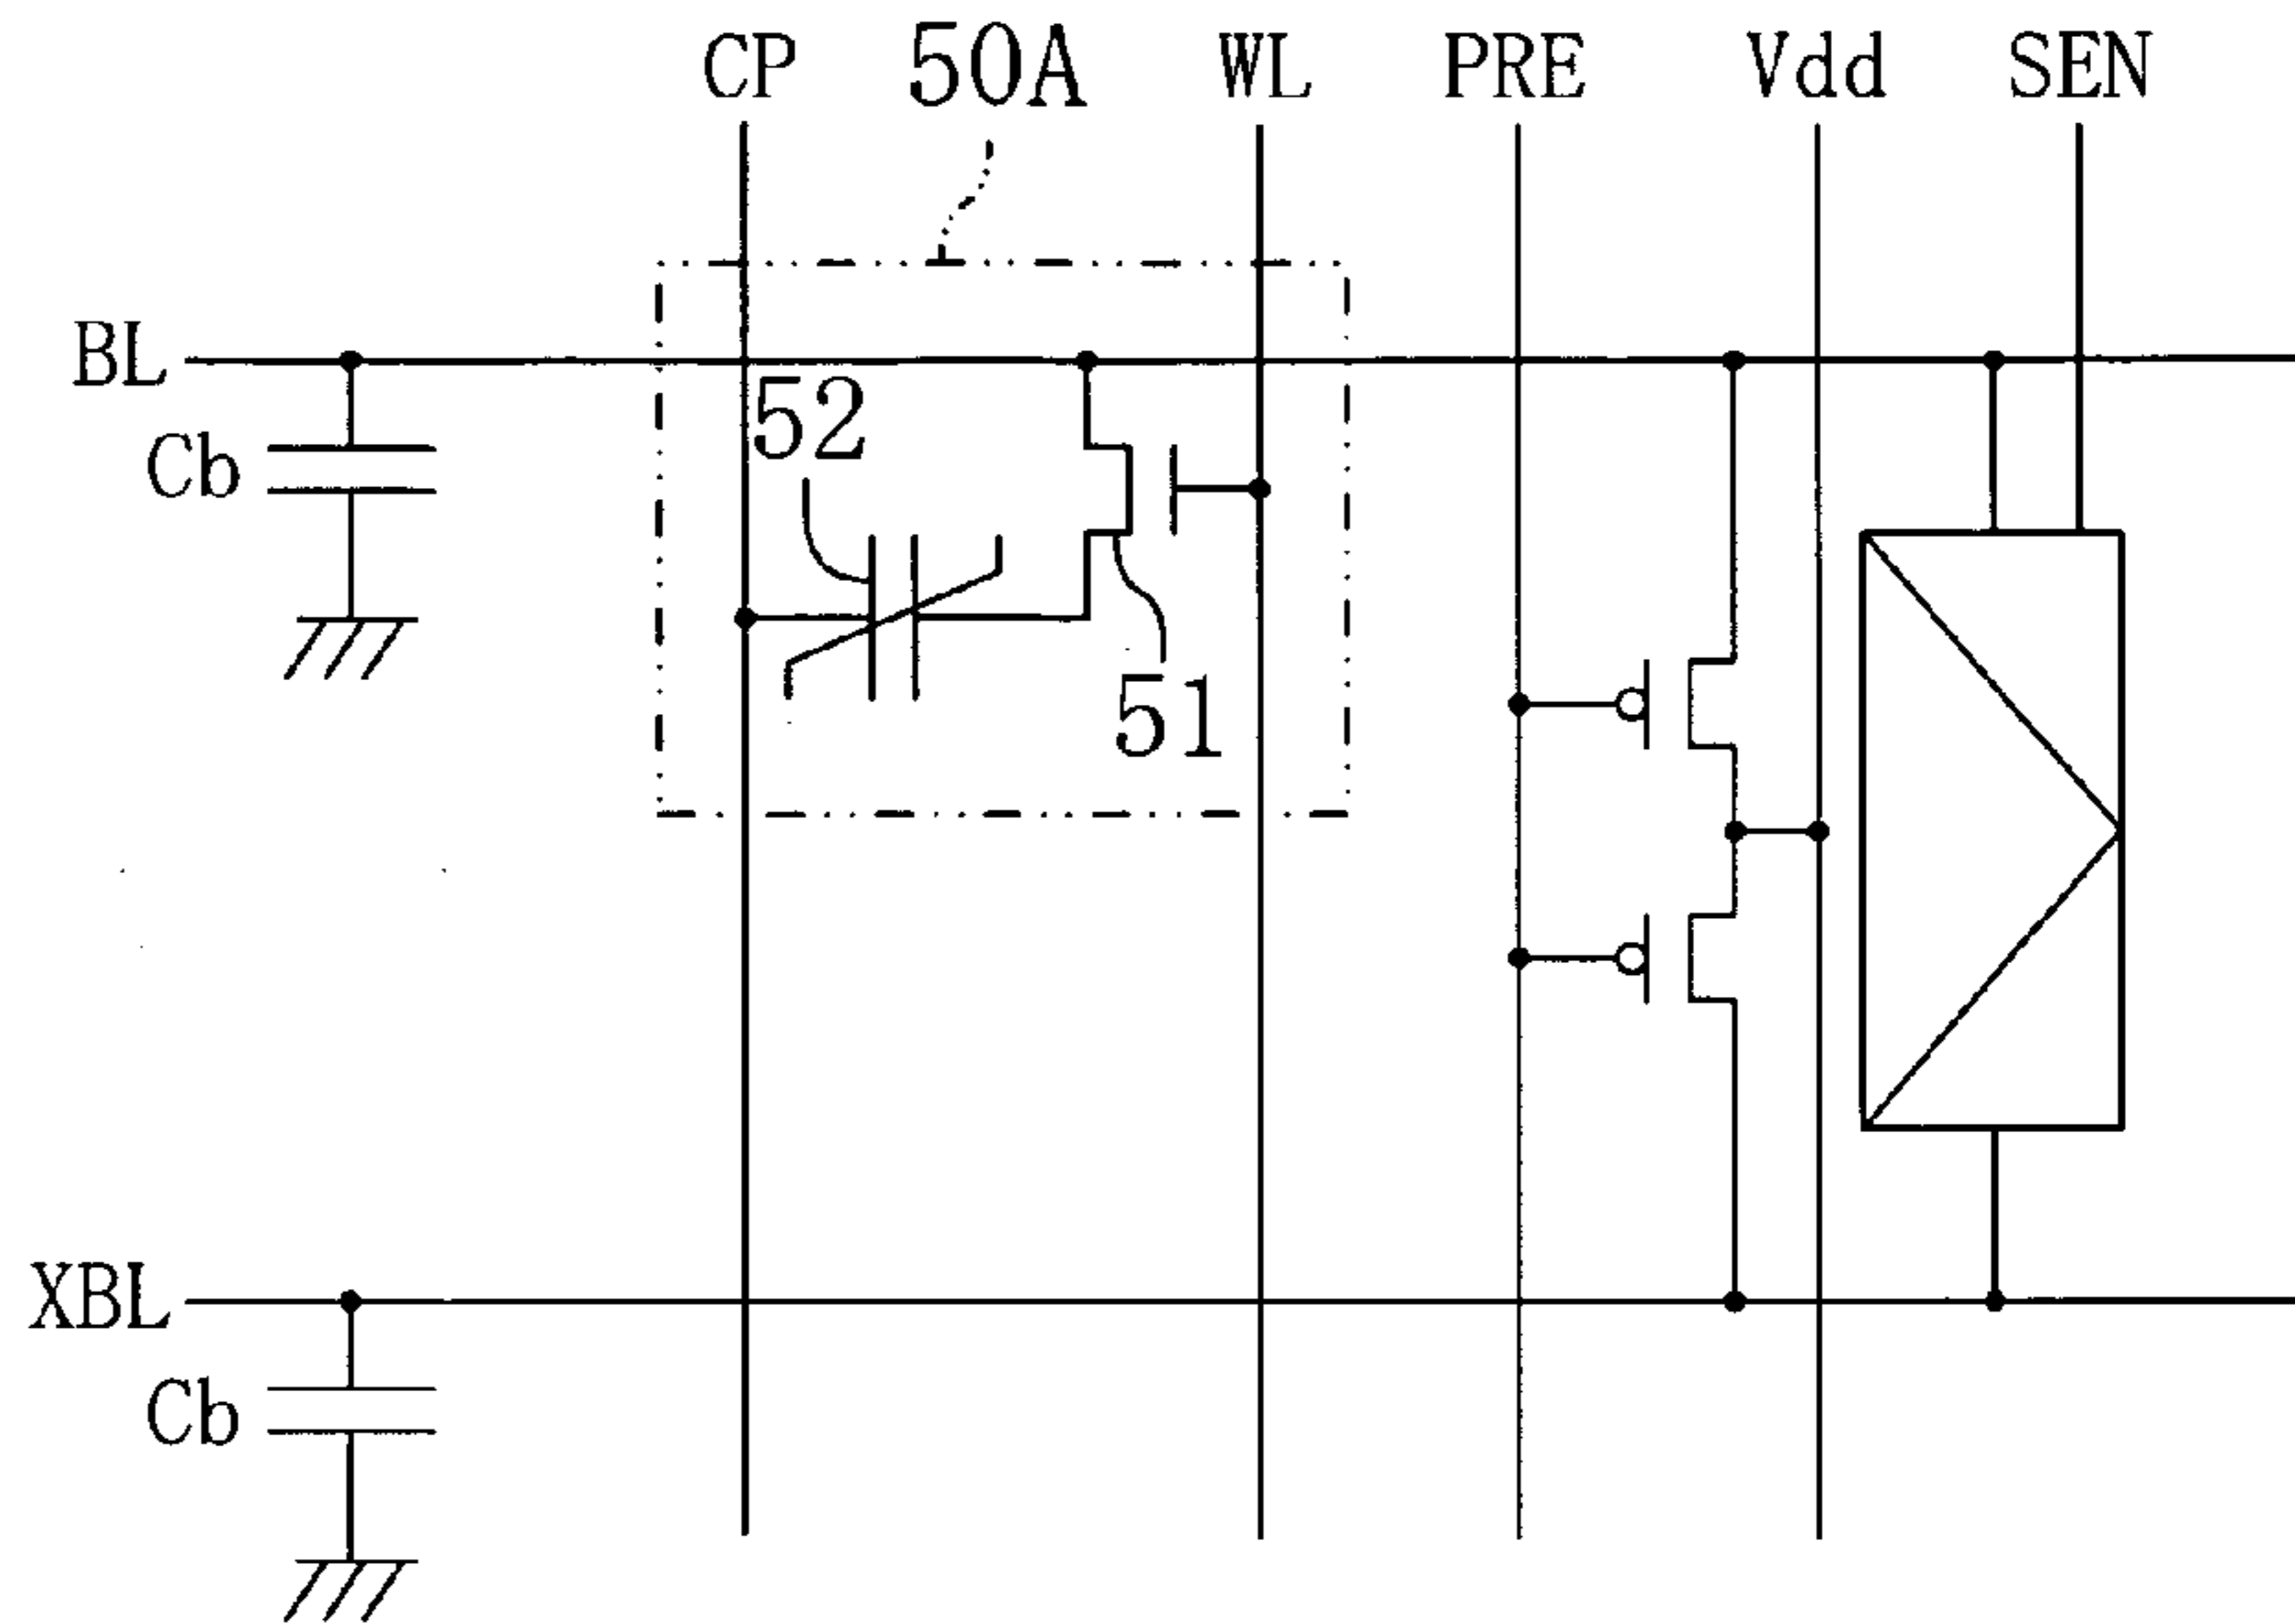 CP 50A WL PRE Vdd SEN
BL
52
Cb
51
XBL
Cb